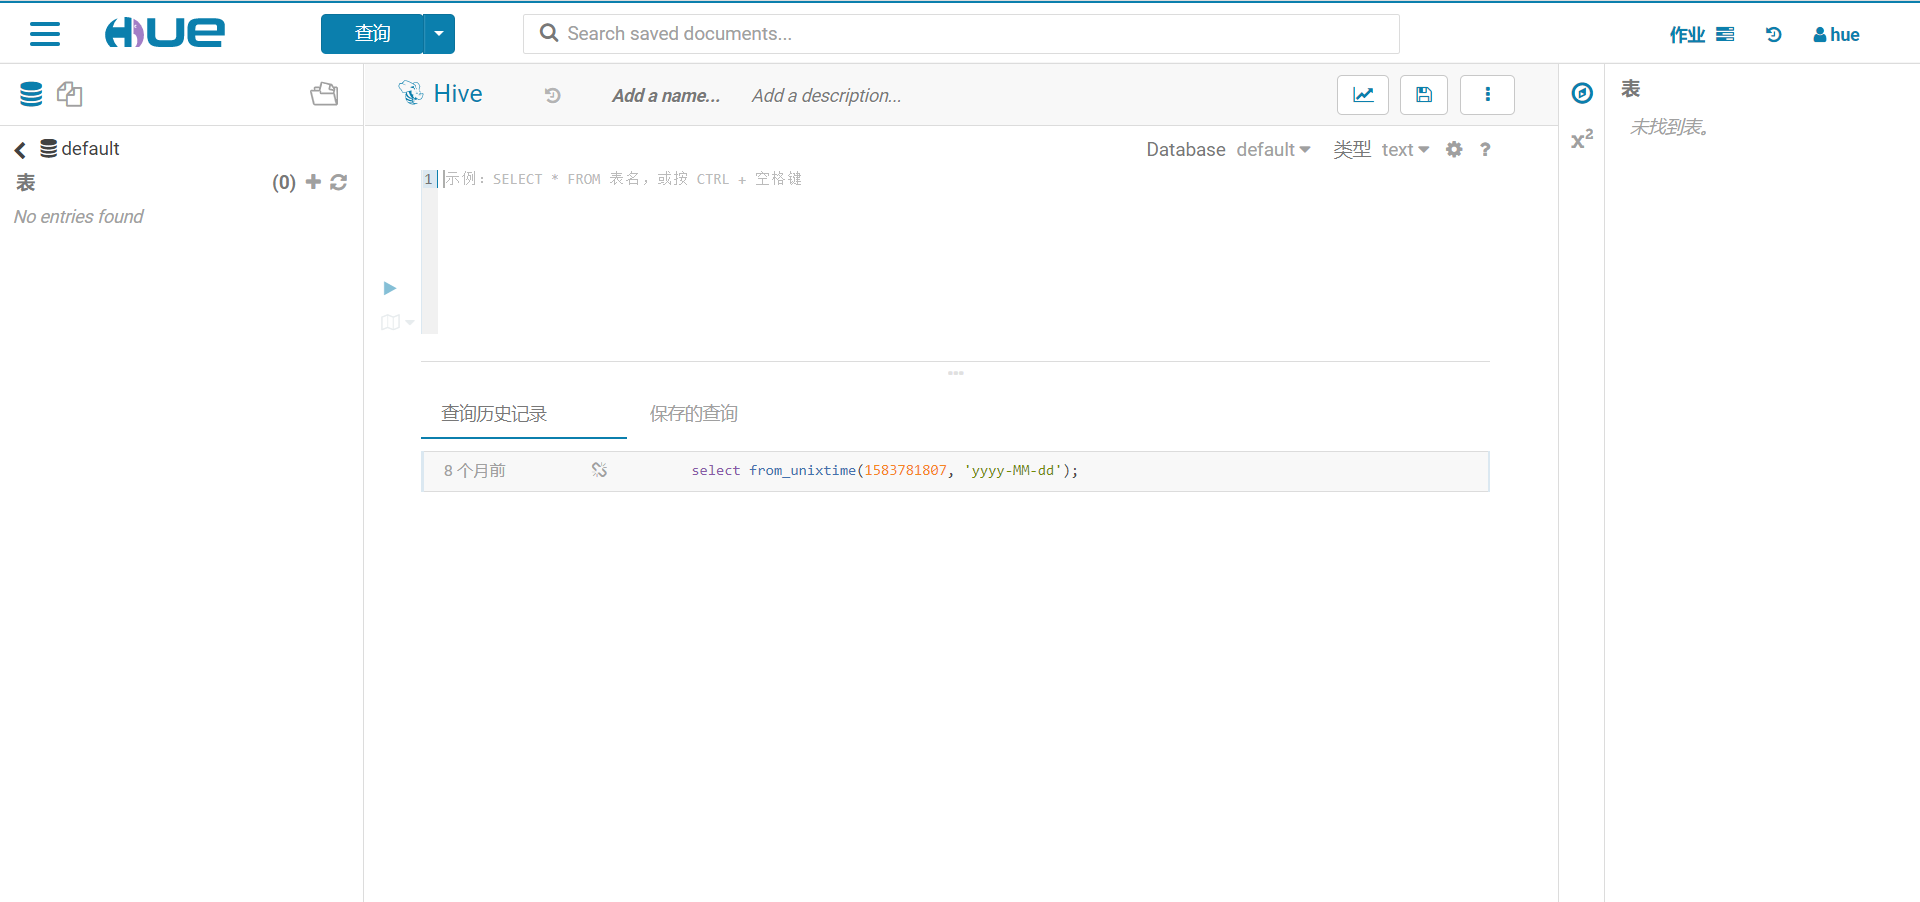 HUE
查询
Search saved documents...
作业
hue
Hive
Add a name...
Add a description...
表
未找到表。
default
表
(0)
No entries found
Database default 类型 text ?
1 示例：SELECT * FROM 表名，或按 CTRL + 空格键
x²
查询历史记录
保存的查询
8 个月前
select from_unixtime(1583781807, 'yyyy-MM-dd');